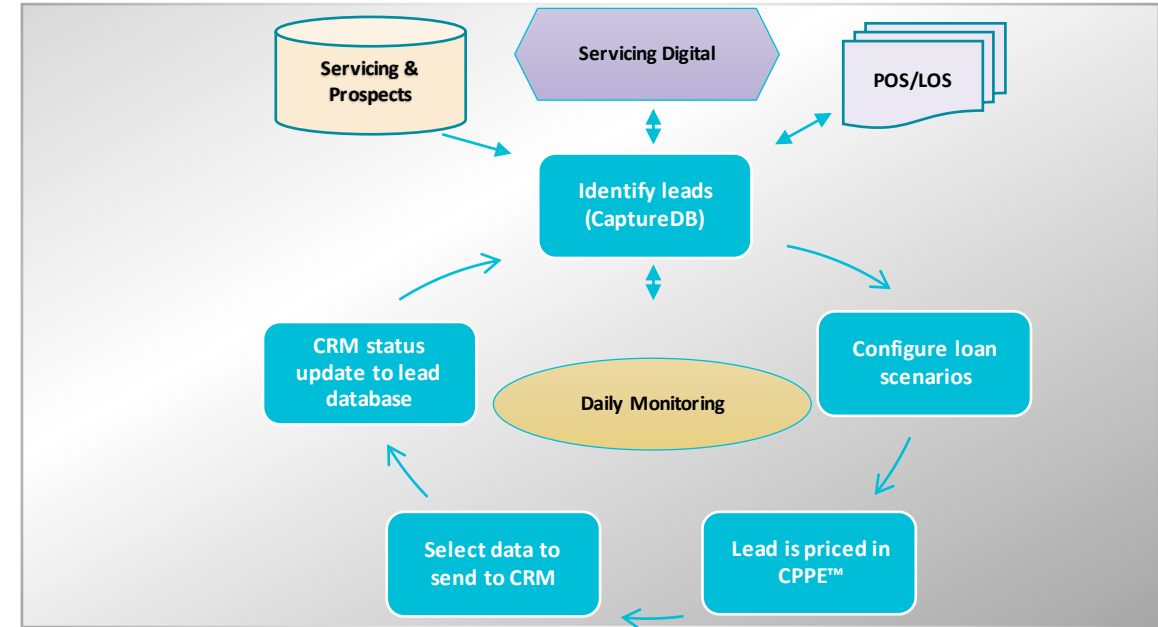 Servicing &
Prospects
Servicing Digital
POS/LOS
Identify leads
(CaptureDB)
CRM status
update to lead
database
Configure loan
scenarios
Daily Monitoring
Select data to
send to CRM
Lead is priced in
CPPE™